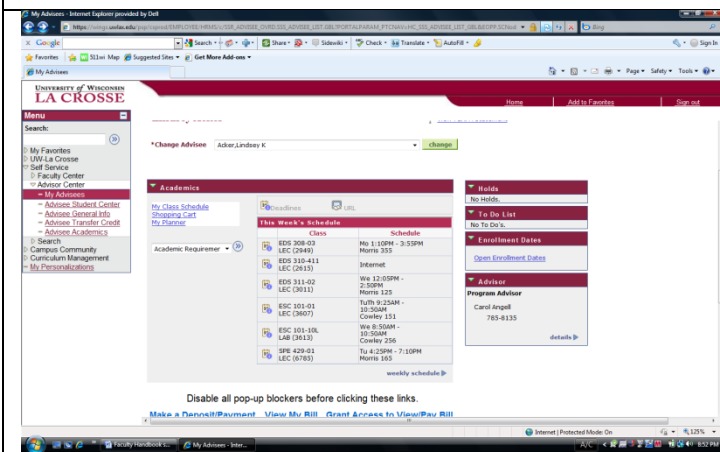 My Advisees - Internet Explorer provided by Dell
Bing
Google
Search
Share
Sidewiki
Check
Translate
AutoFill
Sign In
Favorites
511wi Map
Suggested Sites
Get More Add-ons
My Advisees
Page
Safety
Tools
UNIVERSITY of WISCONSIN
LA CROSSE
Home
Add to Favorites
Sign out
Menu
Search:
My Favorites
UW-La Crosse
Self Service
Faculty Center
Advisor Center
My Advisees
Advisee Student Center
Advisee General Info
Advisee Transfer Credit
Advisee Academics
Search
Campus Community
Curriculum Management
My Personalizations
*Change Advisee Acker,Lindsey K change
Academics
My Class Schedule
Shopping Cart
My Planner
Academic Requiremer
Deadlines URL
This Week's Schedule
Class Schedule
EDS 308-03
LEC (2949)
Mo 1:10PM - 3:55PM
Morris 355
EDS 310-411
LEC (2615)
Internet
EDS 311-02
LEC (3011)
We 12:05PM -
2:50PM
Morris 125
ESC 101-01
LEC (3607)
TuTh 9:25AM -
10:50AM
Cowley 151
ESC 101-10L
LAB (3613)
We 8:50AM -
10:50AM
Cowley 256
SPE 429-01
LEC (6785)
Tu 4:25PM - 7:10PM
Morris 165
weekly schedule
Holds
No Holds.
To Do List
No To Do's.
Enrollment Dates
Open Enrollment Dates
Advisor
Program Advisor
Carol Angell
785-8135
details
Disable all pop-up blockers before clicking these links.
Make a Deposit/Payment View My Bill Grant Access to View/Pay Bill
Internet | Protected Mode: On
125%
Faculty Handbook s...
My Advisees - Inter...
A/C
8:52 PM